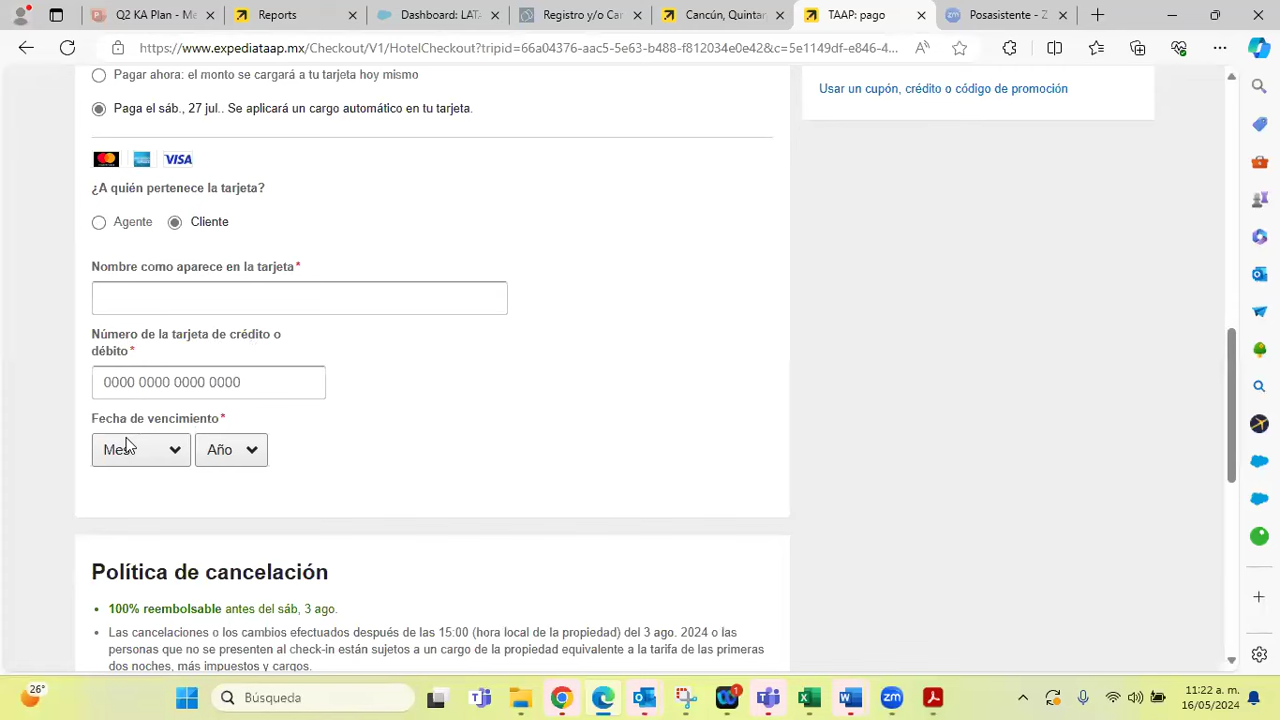 Q2 KA Plan - M
Reports
Dashboard: LAT
Registro y/o Ca
Cancún, Quintar
TAAP: pago
Posasistente - Z
https://www.expediataap.mx/Checkout/V1/HotelCheckout?tripid=66a04376-aac5-5e63-b488-f812034e0e42&c=5e1149df-e846-4...
Pagar ahora: el monto se cargará a tu tarjeta hoy mismo
Usar un cupón, crédito o código de promoción
Paga el sáb., 27 jul.. Se aplicará un cargo automático en tu tarjeta.
VISA
¿A quién pertenece la tarjeta?
Agente Cliente
Nombre como aparece en la tarjeta*
Número de la tarjeta de crédito o
débito*
0000 0000 0000 0000
Fecha de vencimiento*
Mes Año
Política de cancelación
• 100% reembolsable antes del sáb, 3 ago.
• Las cancelaciones o los cambios efectuados después de las 15:00 (hora local de la propiedad) del 3 ago. 2024 o las
personas que no se presenten al check-in están sujetos a un cargo de la propiedad equivalente a la tarifa de las primeras
dos noches, más impuestos y cargos.
26°
Búsqueda
1
11:22 a. m.
16/05/2024